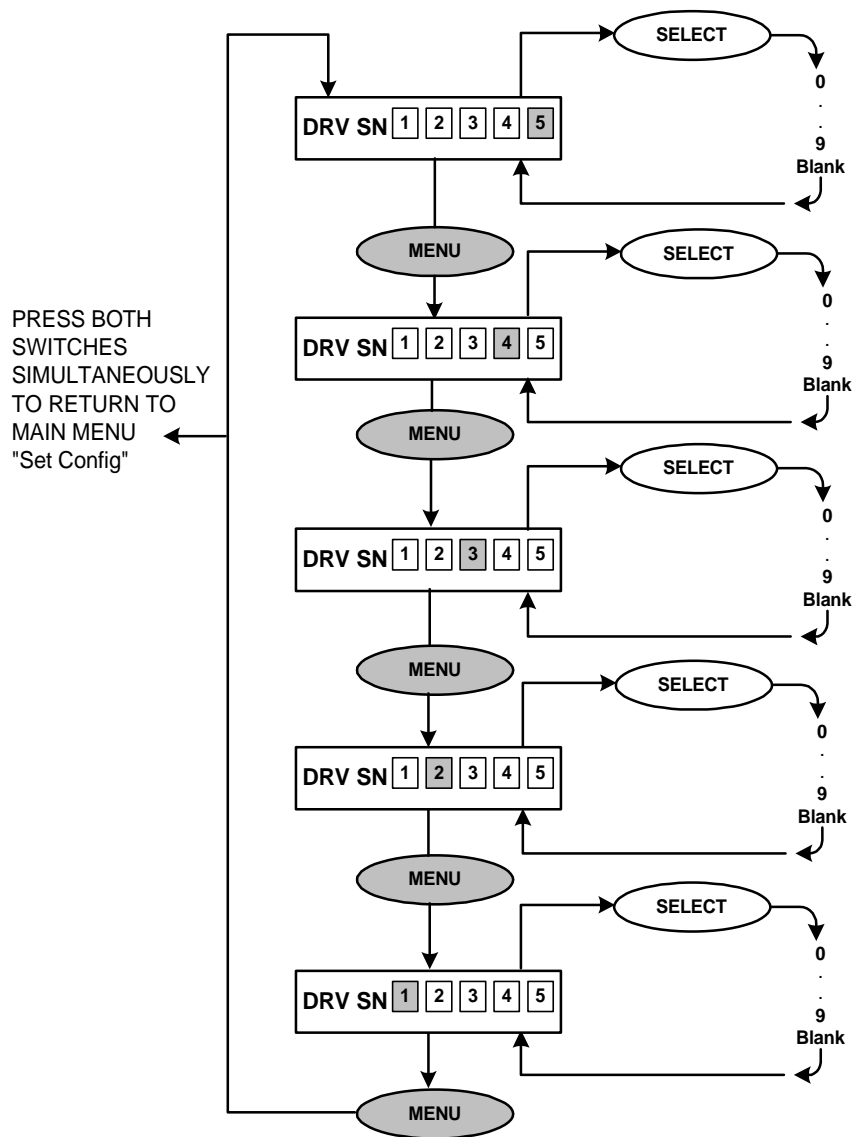 SELECT
0
.
.
9
Blank
DRV SN 1 2 3 4 5
MENU
SELECT
0
.
.
9
Blank
DRV SN 1 2 3 4 5
MENU
PRESS BOTH
SWITCHES
SIMULTANEOUSLY
TO RETURN TO
MAIN MENU
"Set Config"
SELECT
0
.
.
9
Blank
DRV SN 1 2 3 4 5
MENU
SELECT
0
.
.
9
Blank
DRV SN 1 2 3 4 5
MENU
SELECT
0
.
.
9
Blank
DRV SN 1 2 3 4 5
MENU